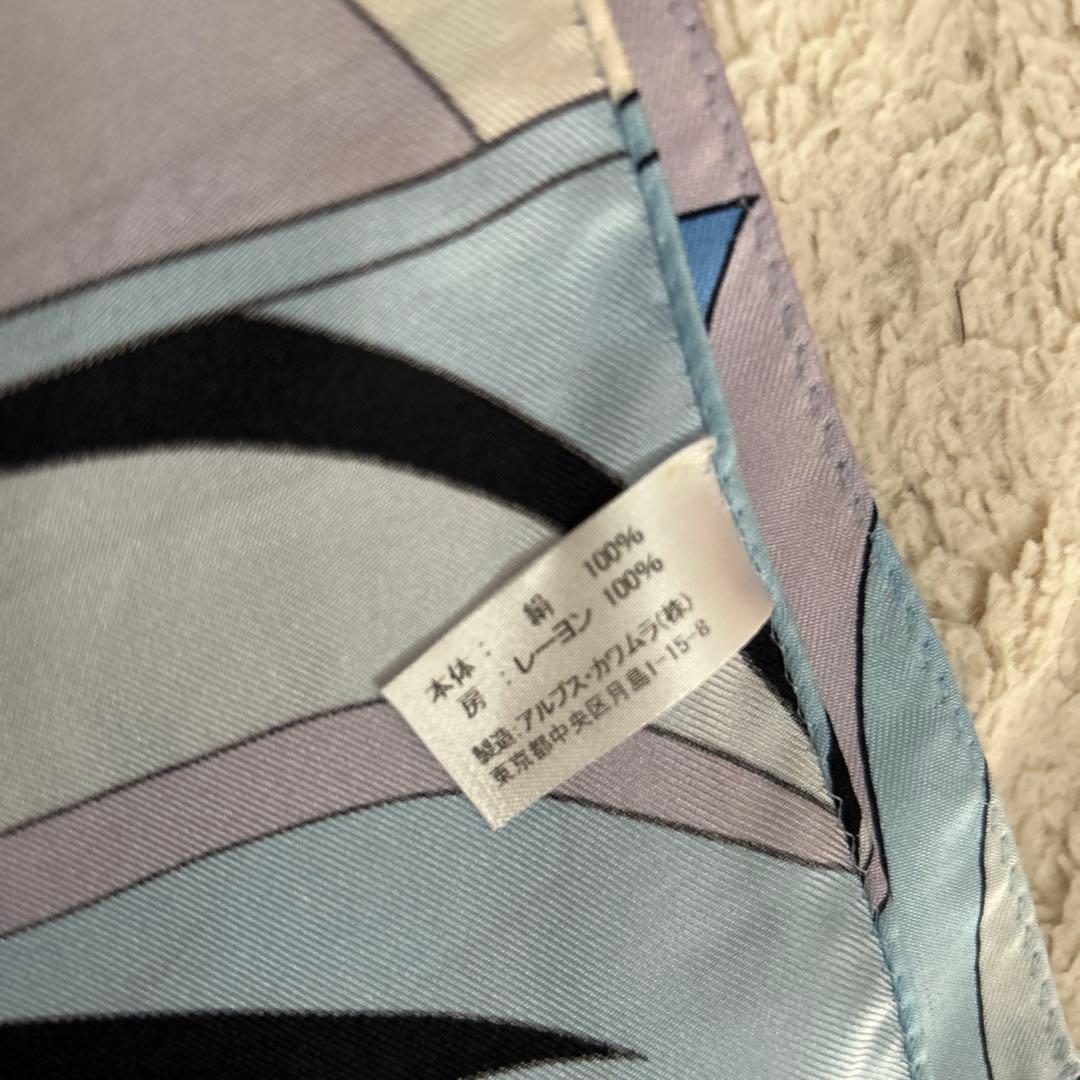 本体： 絹 100%
房 ：レーヨン 100%
製造：アルプス・カワムラ(株)
東京都中央区月島1-15-8